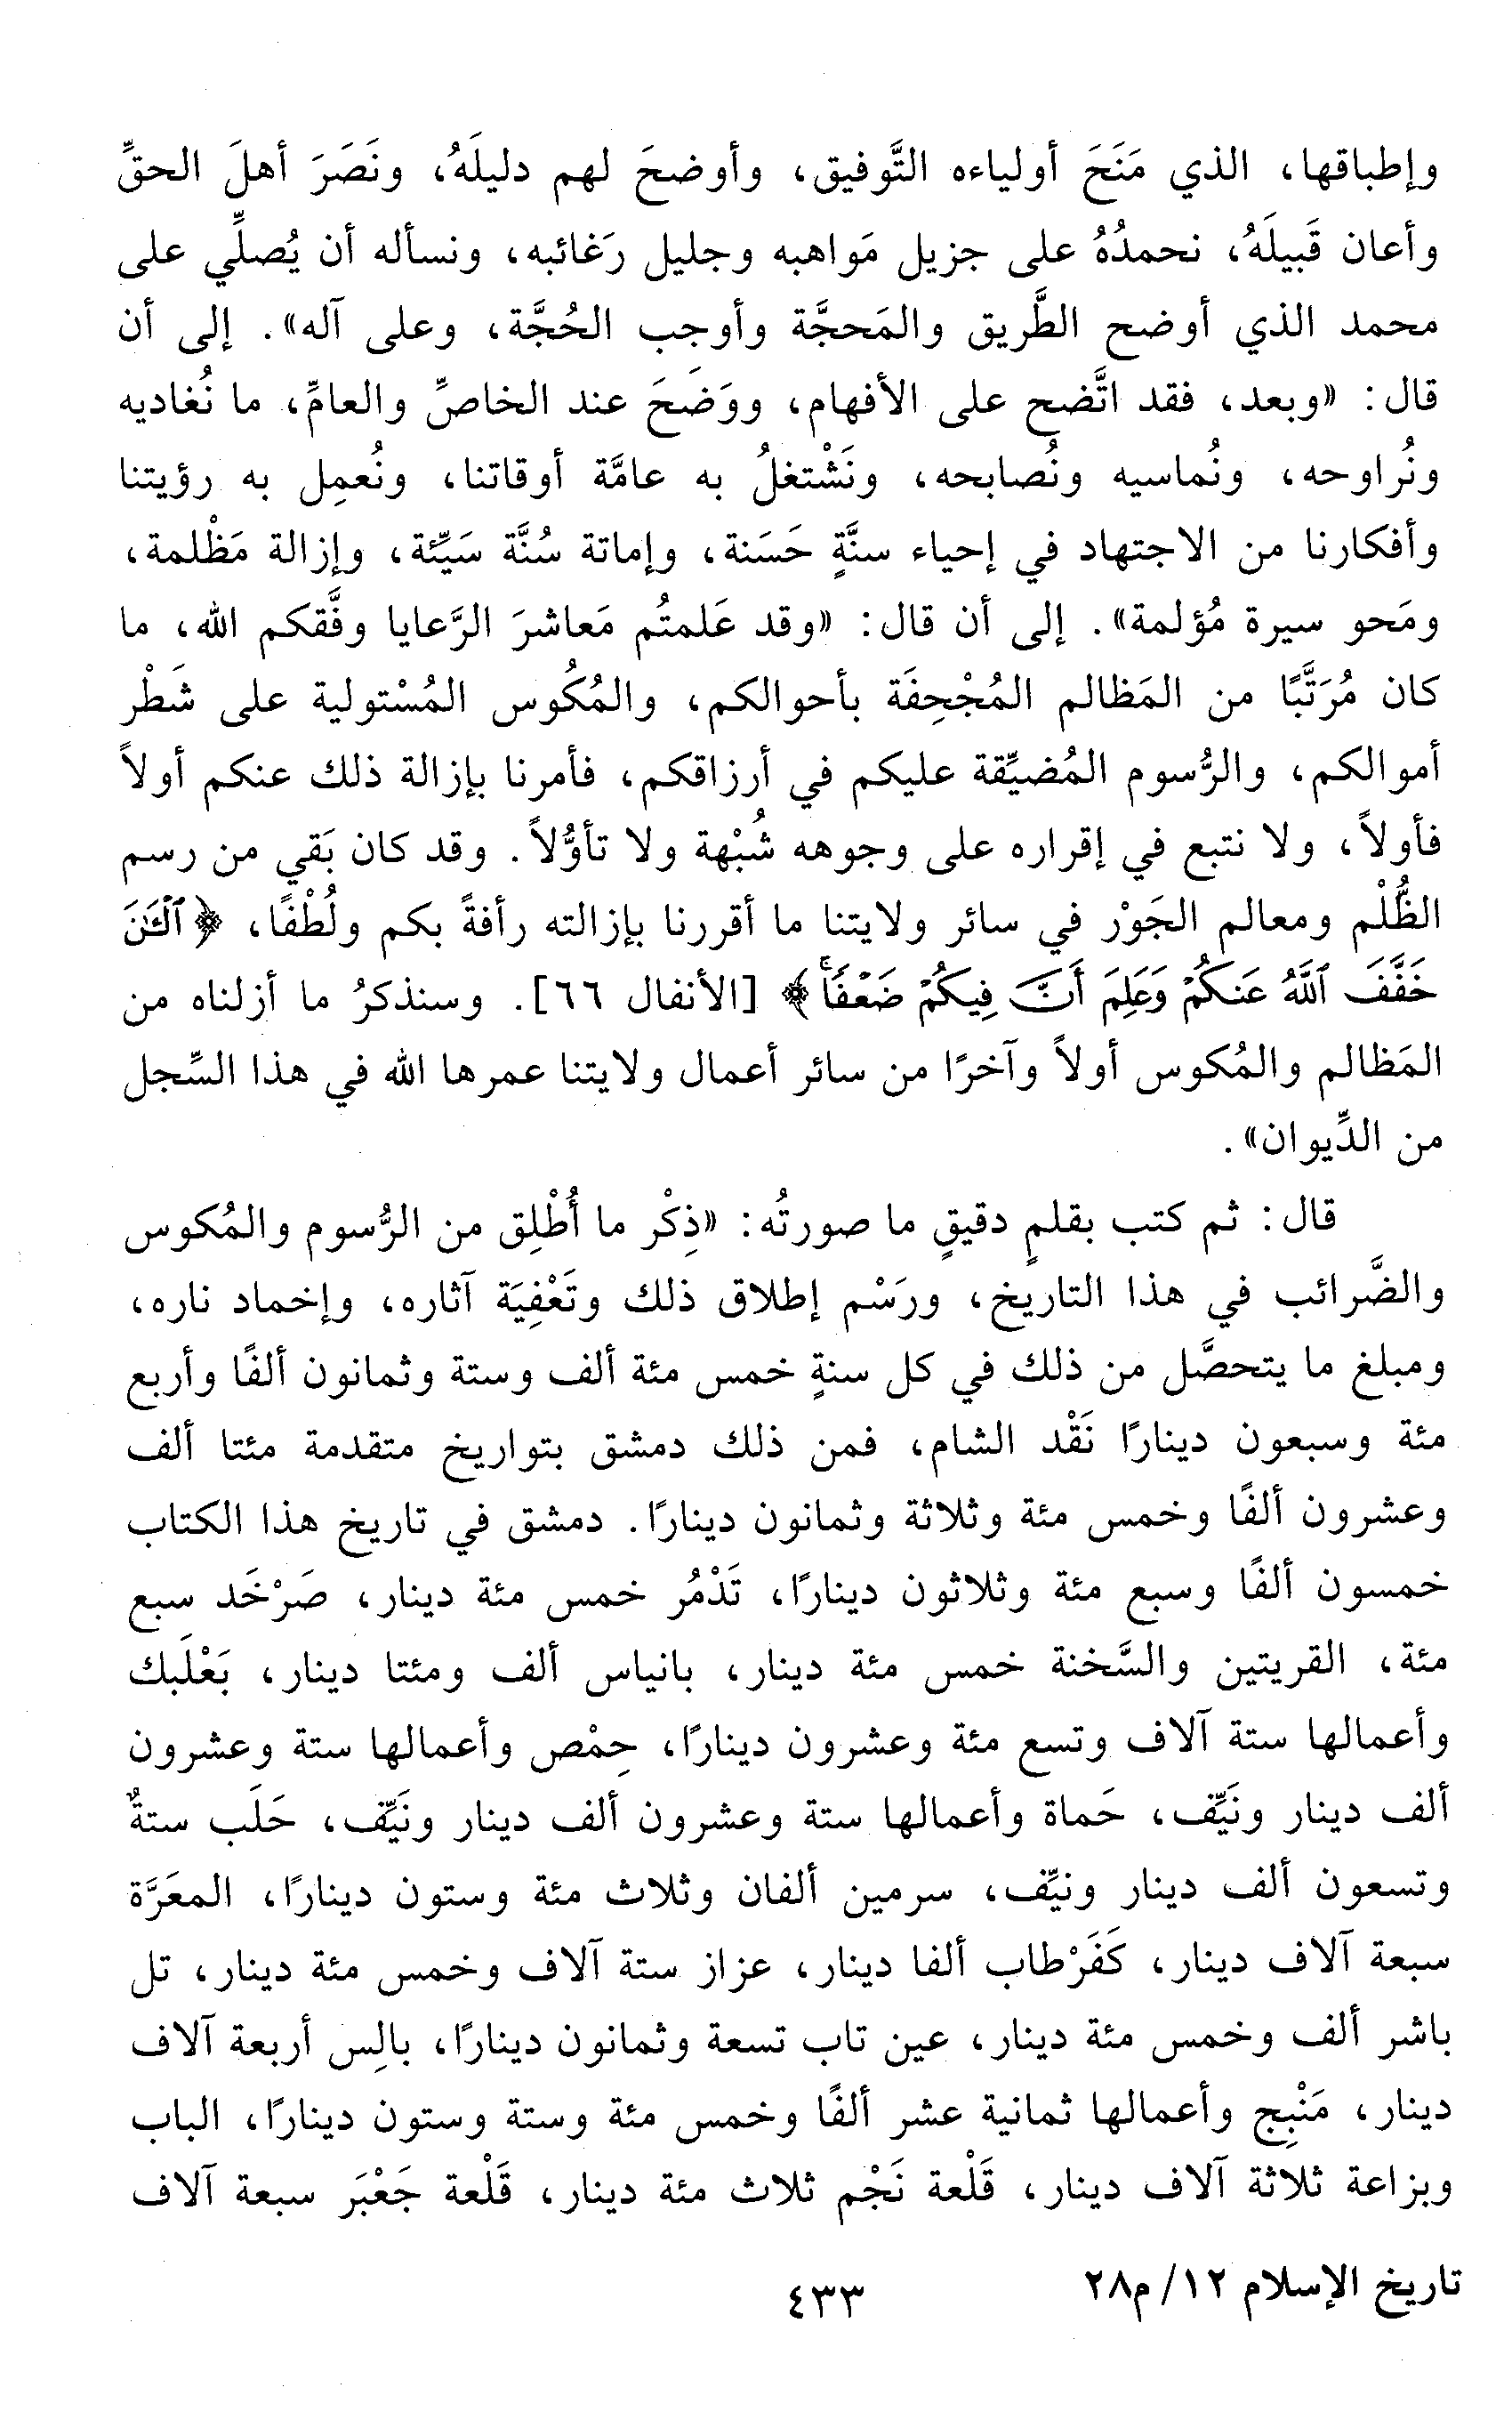 وإطباقها، الذي مَنَحَ أولياءه التَّوفيق، وأوضحَ لهم دليلَهُ، ونَصَرَ أهلَ الحقِّ
وأعان قَبيلَهُ، نحمدُهُ على جزيل مَواهبه وجليل رَغائبه، ونسأله أن يُصلِّي على
محمد الذي أوضح الطَّريق والمَحجَّة وأوجب الحُجَّة، وعلى آله». إلى أن
قال: «وبعد، فقد اتَّضح على الأفهام، ووَضَحَ عند الخاصِّ والعامِّ، ما نُغاديه
ونُراوحه، ونُماسيه ونُصابحه، ونَشْتغلُ به عامَّة أوقاتنا، ونُعمِل به رؤيتنا
وأفكارنا من الاجتهاد في إحياء سنَّةٍ حَسَنة، وإماتة سُنَّة سَيِّئة، وإزالة مَظْلمة،
ومَحو سيرة مُؤلمة». إلى أن قال: «وقد عَلمتُم مَعاشرَ الرَّعايا وفَّقكم الله، ما
كان مُرَتَّبًا من المَظالم المُجْحِفَة بأحوالكم، والمُكُوس المُسْتولية على شَطْر
أموالكم، والرُّسوم المُضيِّقة عليكم في أرزاقكم، فأمرنا بإزالة ذلك عنكم أولاً
فأولاً، ولا نتبع في إقراره على وجوهه شُبْهة ولا تأوُّلاً. وقد كان بَقي من رسم
الظُّلْم ومعالم الجَوْر في سائر ولايتنا ما أقررنا بإزالته رأفةً بكم ولُطْفًا، ﴿ٱلْـَٰٔنَ
خَفَّفَ ٱللَّهُ عَنكُمْ وَعَلِمَ أَنَّ فِيكُمْ ضَعْفًاۚ﴾ [الأنفال ٦٦]. وسنذكرُ ما أزلناه من
المَظالم والمُكوس أولاً وآخرًا من سائر أعمال ولايتنا عمرها الله في هذا السِّجل
من الدِّيوان».
قال: ثم كتب بقلمٍ دقيقٍ ما صورتُه: «ذِكْر ما أُطْلِق من الرُّسوم والمُكوس
والضَّرائب في هذا التاريخ، ورَسْم إطلاق ذلك وتَعْفِيَة آثاره، وإخماد ناره،
ومبلغ ما يتحصَّل من ذلك في كل سنةٍ خمس مئة ألف وستة وثمانون ألفًا وأربع
مئة وسبعون دينارًا نَقْد الشام، فمن ذلك دمشق بتواريخ متقدمة مئتا ألف
وعشرون ألفًا وخمس مئة وثلاثة وثمانون دينارًا. دمشق في تاريخ هذا الكتاب
خمسون ألفًا وسبع مئة وثلاثون دينارًا، تَدْمُر خمس مئة دينار، صَرْخَد سبع
مئة، القريتين والسَّخنة خمس مئة دينار، بانياس ألف ومئتا دينار، بَعْلَبك
وأعمالها ستة آلاف وتسع مئة وعشرون دينارًا، حِمْص وأعمالها ستة وعشرون
ألف دينار ونَيِّف، حَماة وأعمالها ستة وعشرون ألف دينار ونَيِّف، حَلَب ستةٌ
وتسعون ألف دينار ونيِّف، سرمين ألفان وثلاث مئة وستون دينارًا، المعَرَّة
سبعة آلاف دينار، كَفَرْطاب ألفا دينار، عزاز ستة آلاف وخمس مئة دينار، تل
باشر ألف وخمس مئة دينار، عين تاب تسعة وثمانون دينارًا، بالِس أربعة آلاف
دينار، مَنْبِج وأعمالها ثمانية عشر ألفًا وخمس مئة وستة وستون دينارًا، الباب
وبزاعة ثلاثة آلاف دينار، قَلْعة نَجْم ثلاث مئة دينار، قَلْعة جَعْبَر سبعة آلاف
تاريخ الإسلام ١٢/ م٢٨
٤٣٣